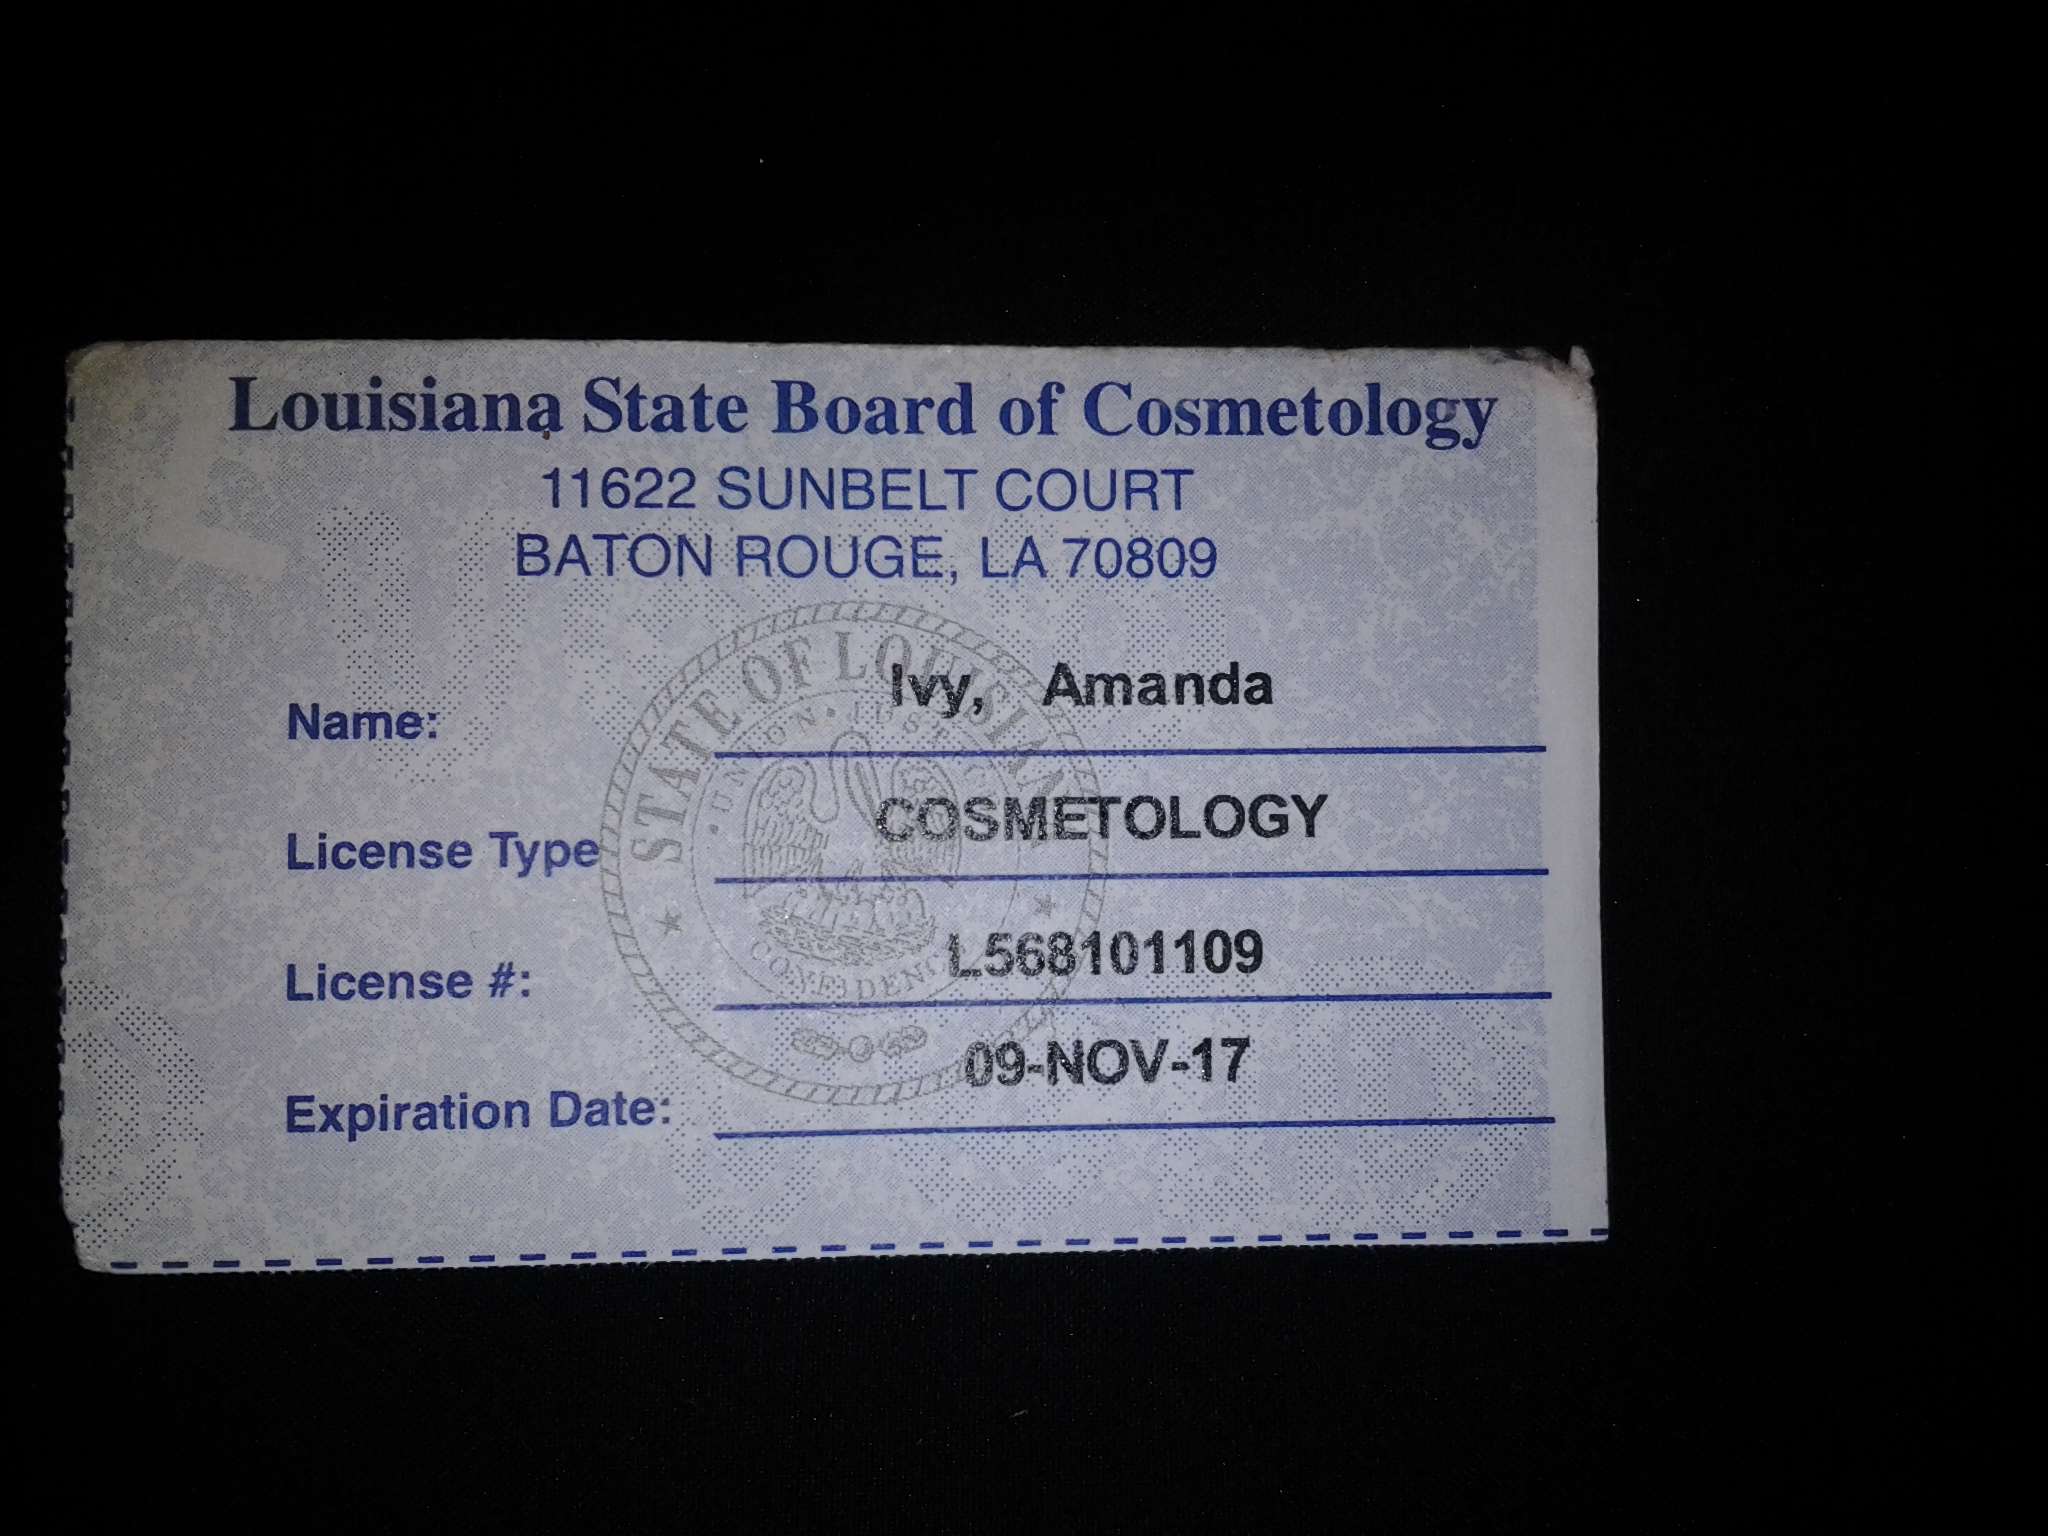 Louisiana State Board of Cosmetology
11622 SUNBELT COURT
BATON ROUGE, LA 70809
STATE OF LOUISIANA
UNION · JUSTICE
CONFIDENCE
Name: Ivy, Amanda
License Type COSMETOLOGY
License #: L568101109
Expiration Date: 09-NOV-17